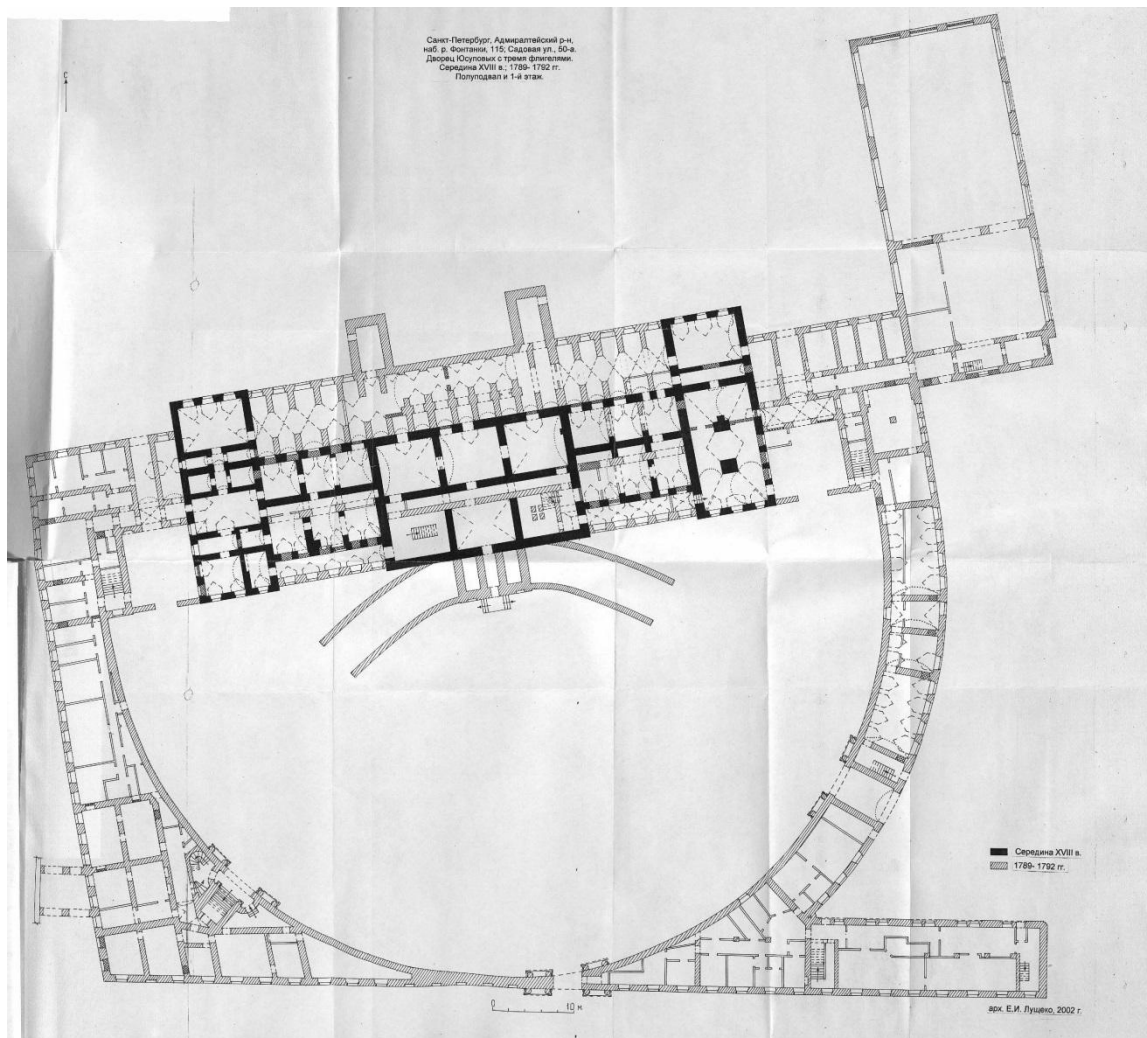 Санкт-Петербург, Адмиралтейский р-н,
наб. р. Фонтанки, 115; Садовая ул., 50-а.
Дворец Юсуповых с тремя флигелями.
Середина XVIII в.; 1789- 1792 гг.
Полуподвал и 1-й этаж.
С
Середина XVIII в.
1789- 1792 гг.
0 10 м.
арх. Е.И. Лущеко, 2002 г.